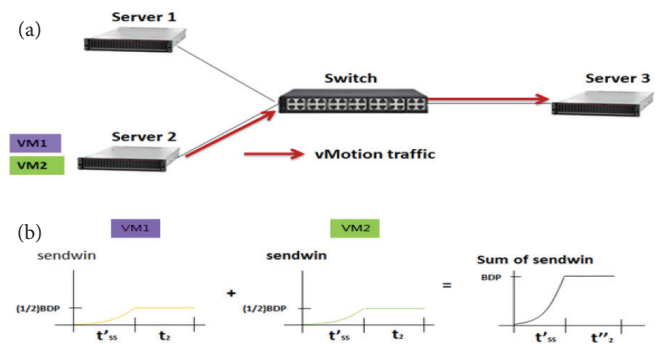 (a)
Server 1
Switch
Server 3
Server 2
VM1
VM2
vMotion traffic
(b)
VM1
VM2
sendwin
sendwin
Sum of sendwin
(1/2)BDP
+
(1/2)BDP
=
BDP
t'ss
t2
t'ss
t2
t'ss
t''2